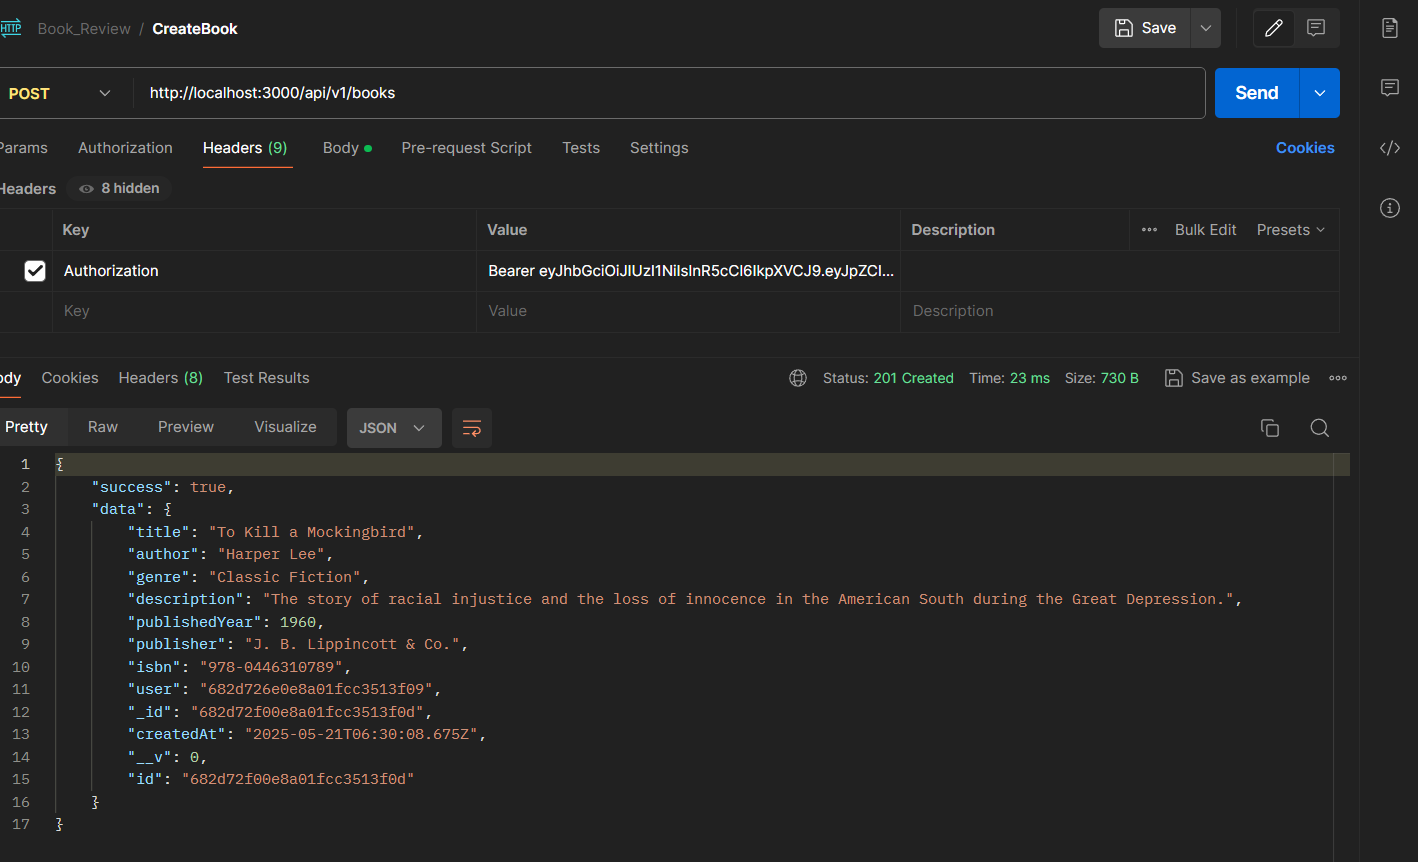 HTTP Book_Review / CreateBook Save
POST http://localhost:3000/api/v1/books Send
Params Authorization Headers (9) Body Pre-request Script Tests Settings Cookies
Headers 8 hidden
Key Value Description Bulk Edit Presets
Authorization Bearer eyJhbGciOiJIUzI1NiIsInR5cCI6IkpXVCJ9.eyJpZCI...
Key Value Description
ody Cookies Headers (8) Test Results Status: 201 Created Time: 23 ms Size: 730 B Save as example
Pretty Raw Preview Visualize JSON
1 {
2 "success": true,
3 "data": {
4 "title": "To Kill a Mockingbird",
5 "author": "Harper Lee",
6 "genre": "Classic Fiction",
7 "description": "The story of racial injustice and the loss of innocence in the American South during the Great Depression.",
8 "publishedYear": 1960,
9 "publisher": "J. B. Lippincott & Co.",
10 "isbn": "978-0446310789",
11 "user": "682d726e0e8a01fcc3513f09",
12 "_id": "682d72f00e8a01fcc3513f0d",
13 "createdAt": "2025-05-21T06:30:08.675Z",
14 "__v": 0,
15 "id": "682d72f00e8a01fcc3513f0d"
16 }
17 }